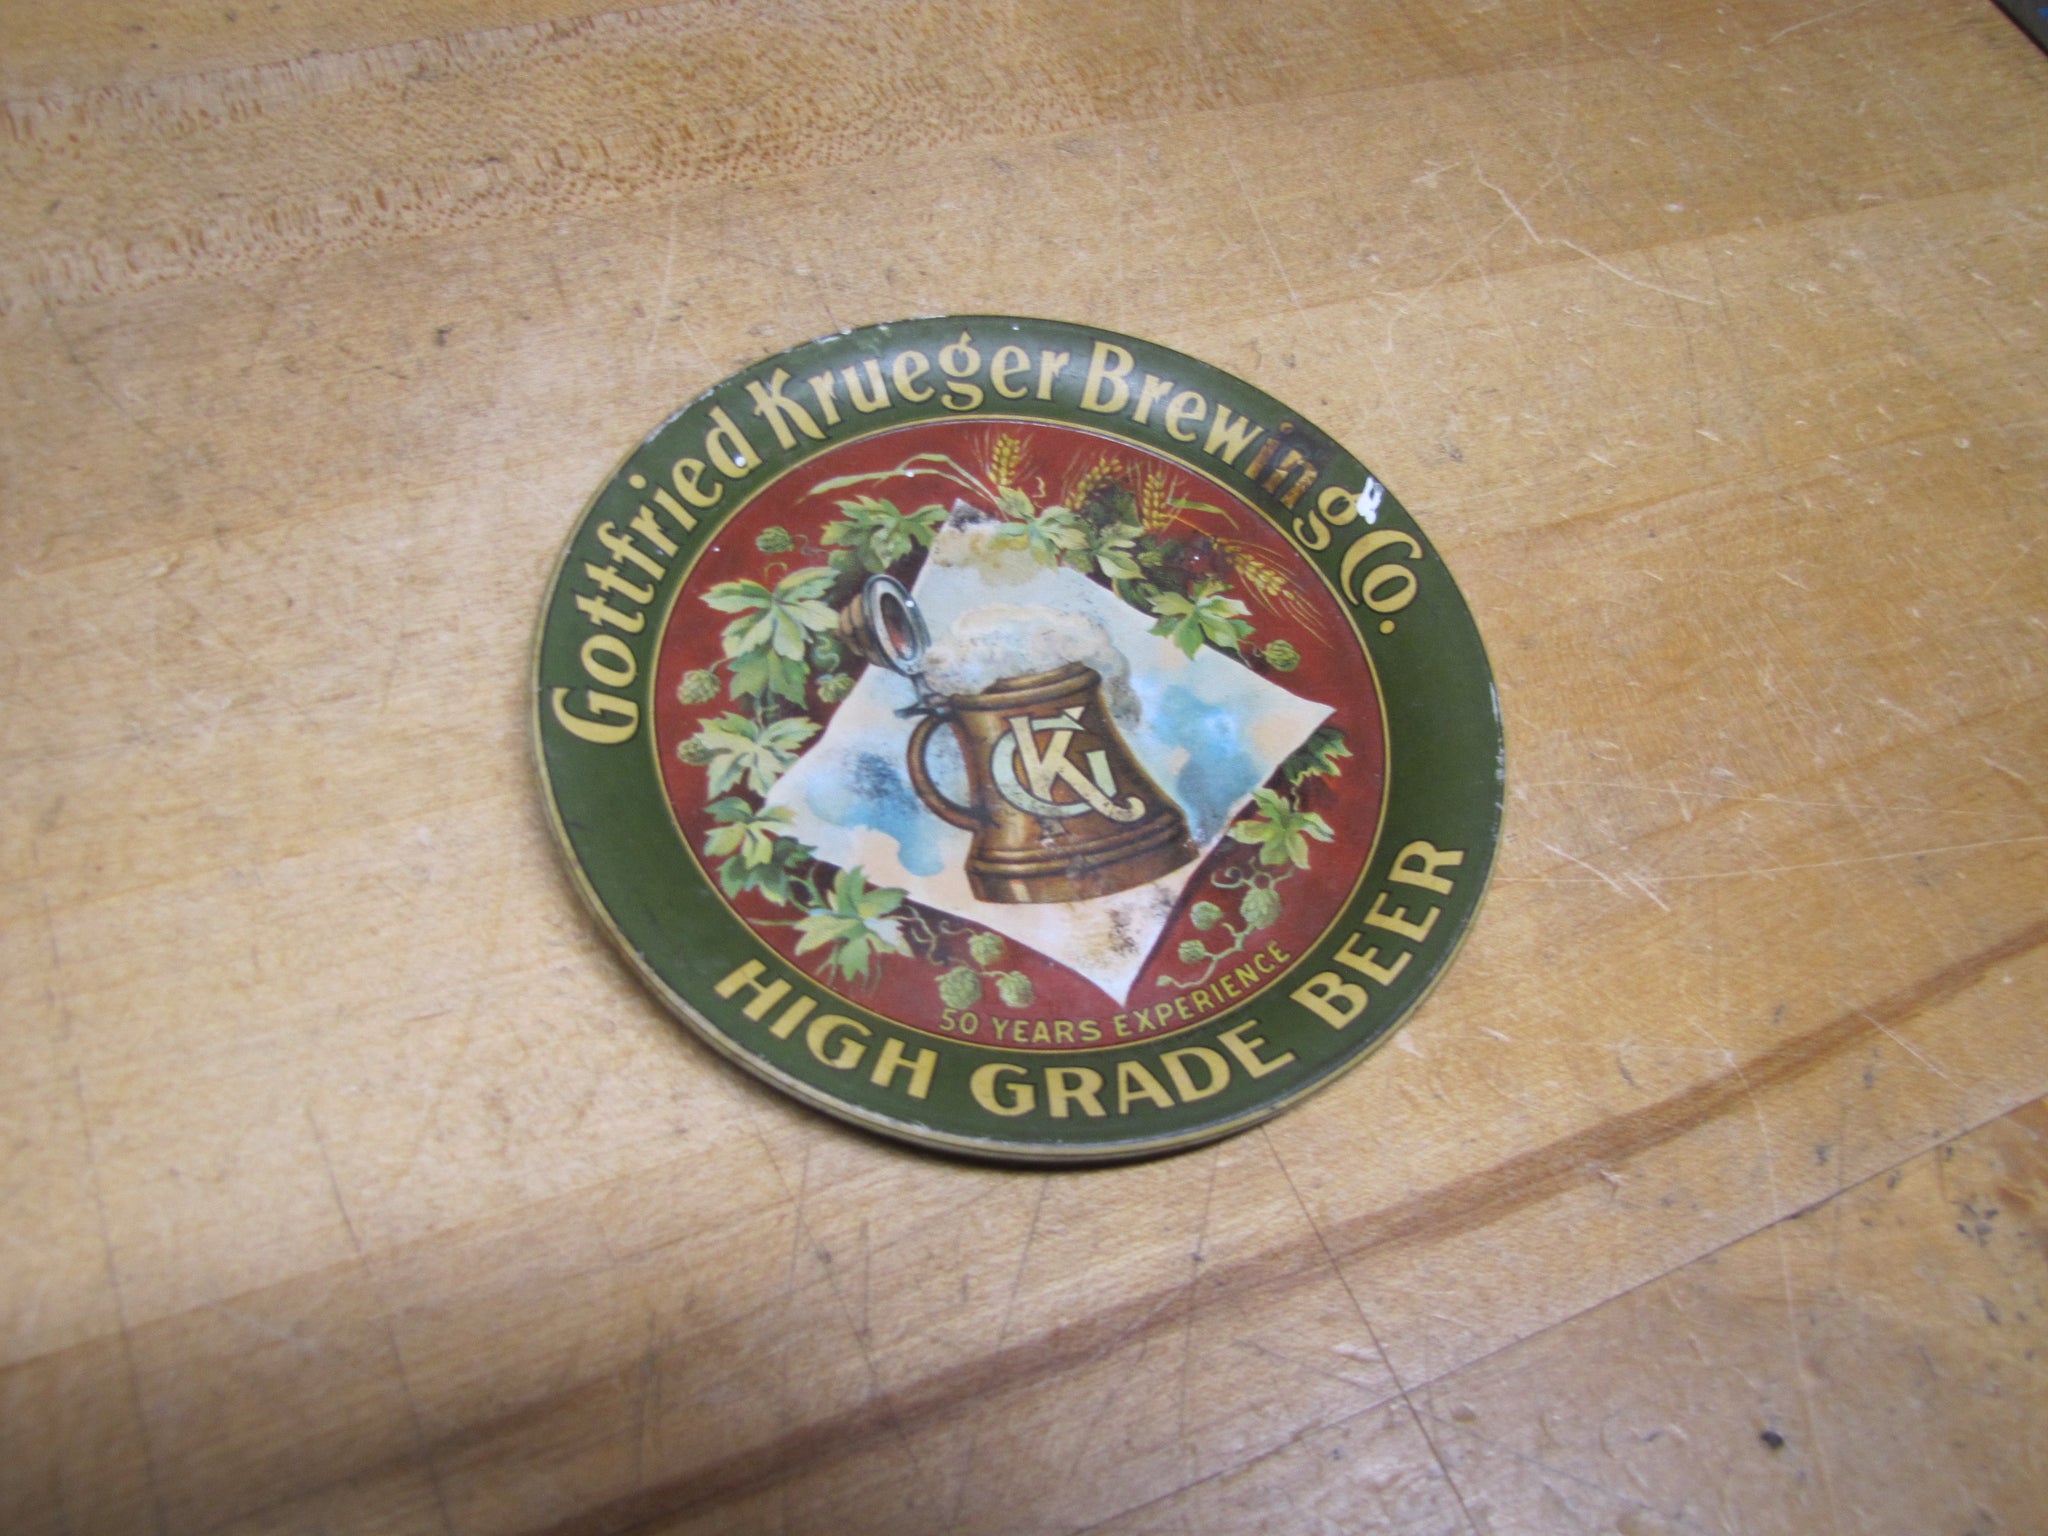 Gottfried Krueger Brewing Co.
GK
50 YEARS EXPERIENCE
HIGH GRADE BEER